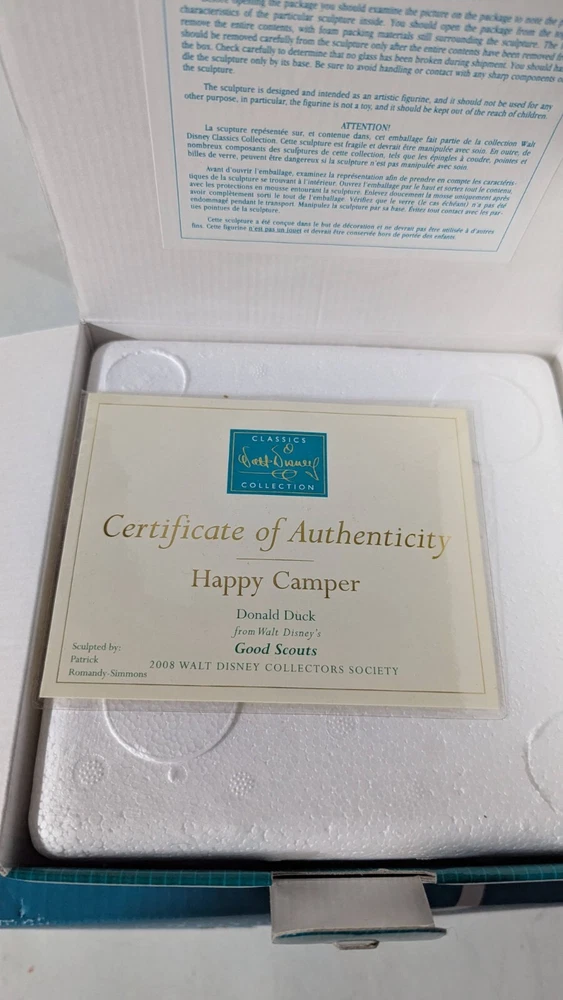 opening the package you should examine the picture on the package to note the
characteristics of the particular sculpture inside. You should open the package from the
remove the entire contents, with foam packing materials still surrounding the sculpture. The
should be removed carefully from the sculpture only after the entire contents have been removed
the box. Check carefully to determine that no glass has been broken during shipment. You should
dle the sculpture only by its base. Be sure to avoid handling or contact with any sharp components
the sculpture.
The sculpture is designed and intended as an artistic figurine, and it should not be used for any
other purpose, in particular, the figurine is not a toy, and it should be kept out of the reach of children.
ATTENTION!
La scupture représentée sur, et contenue dans, cet emballage fait partie de la collection Walt
Disney Classics Collection. Cette sculpture est fragile et devrait être manipulée avec soin. En outre, de
nombreux composants des sculptures de cette collection, tels que les épingles à coudre, pointes et
billes de verre, peuvent être dangereux si la sculpture n'est pas manipulée avec soin.
Avant d'ouvrir l'emballage, examinez la représentation afin de prendre en compte les caractéris-
tiques de la sculpture se trouvant à l'intérieur. Ouvrez l'emballage par le haut et sortez tout le contenu,
avec les protections en mousse entourant la sculpture. Enlevez doucement la mousse uniquement après
avoir complètement sorti le tout de l'emballage. Vérifiez que le verre (le cas échéant) n'a pas été
endommagé pendant le transport. Manipulez la sculpture par sa base. Évitez tout contact avec les par-
ties pointues de la sculpture.
Cette sculpture a été conçue dans le but de décoration et ne devrait pas être utilisée à d'autres
fins. Cette figurine n'est pas un jouet et devrait être conservée hors de portée des enfants.
CLASSICS
Walt Disney
COLLECTION
Certificate of Authenticity
Happy Camper
Donald Duck
from Walt Disney's
Good Scouts
2008 WALT DISNEY COLLECTORS SOCIETY
Sculpted by:
Patrick
Romandy-Simmons